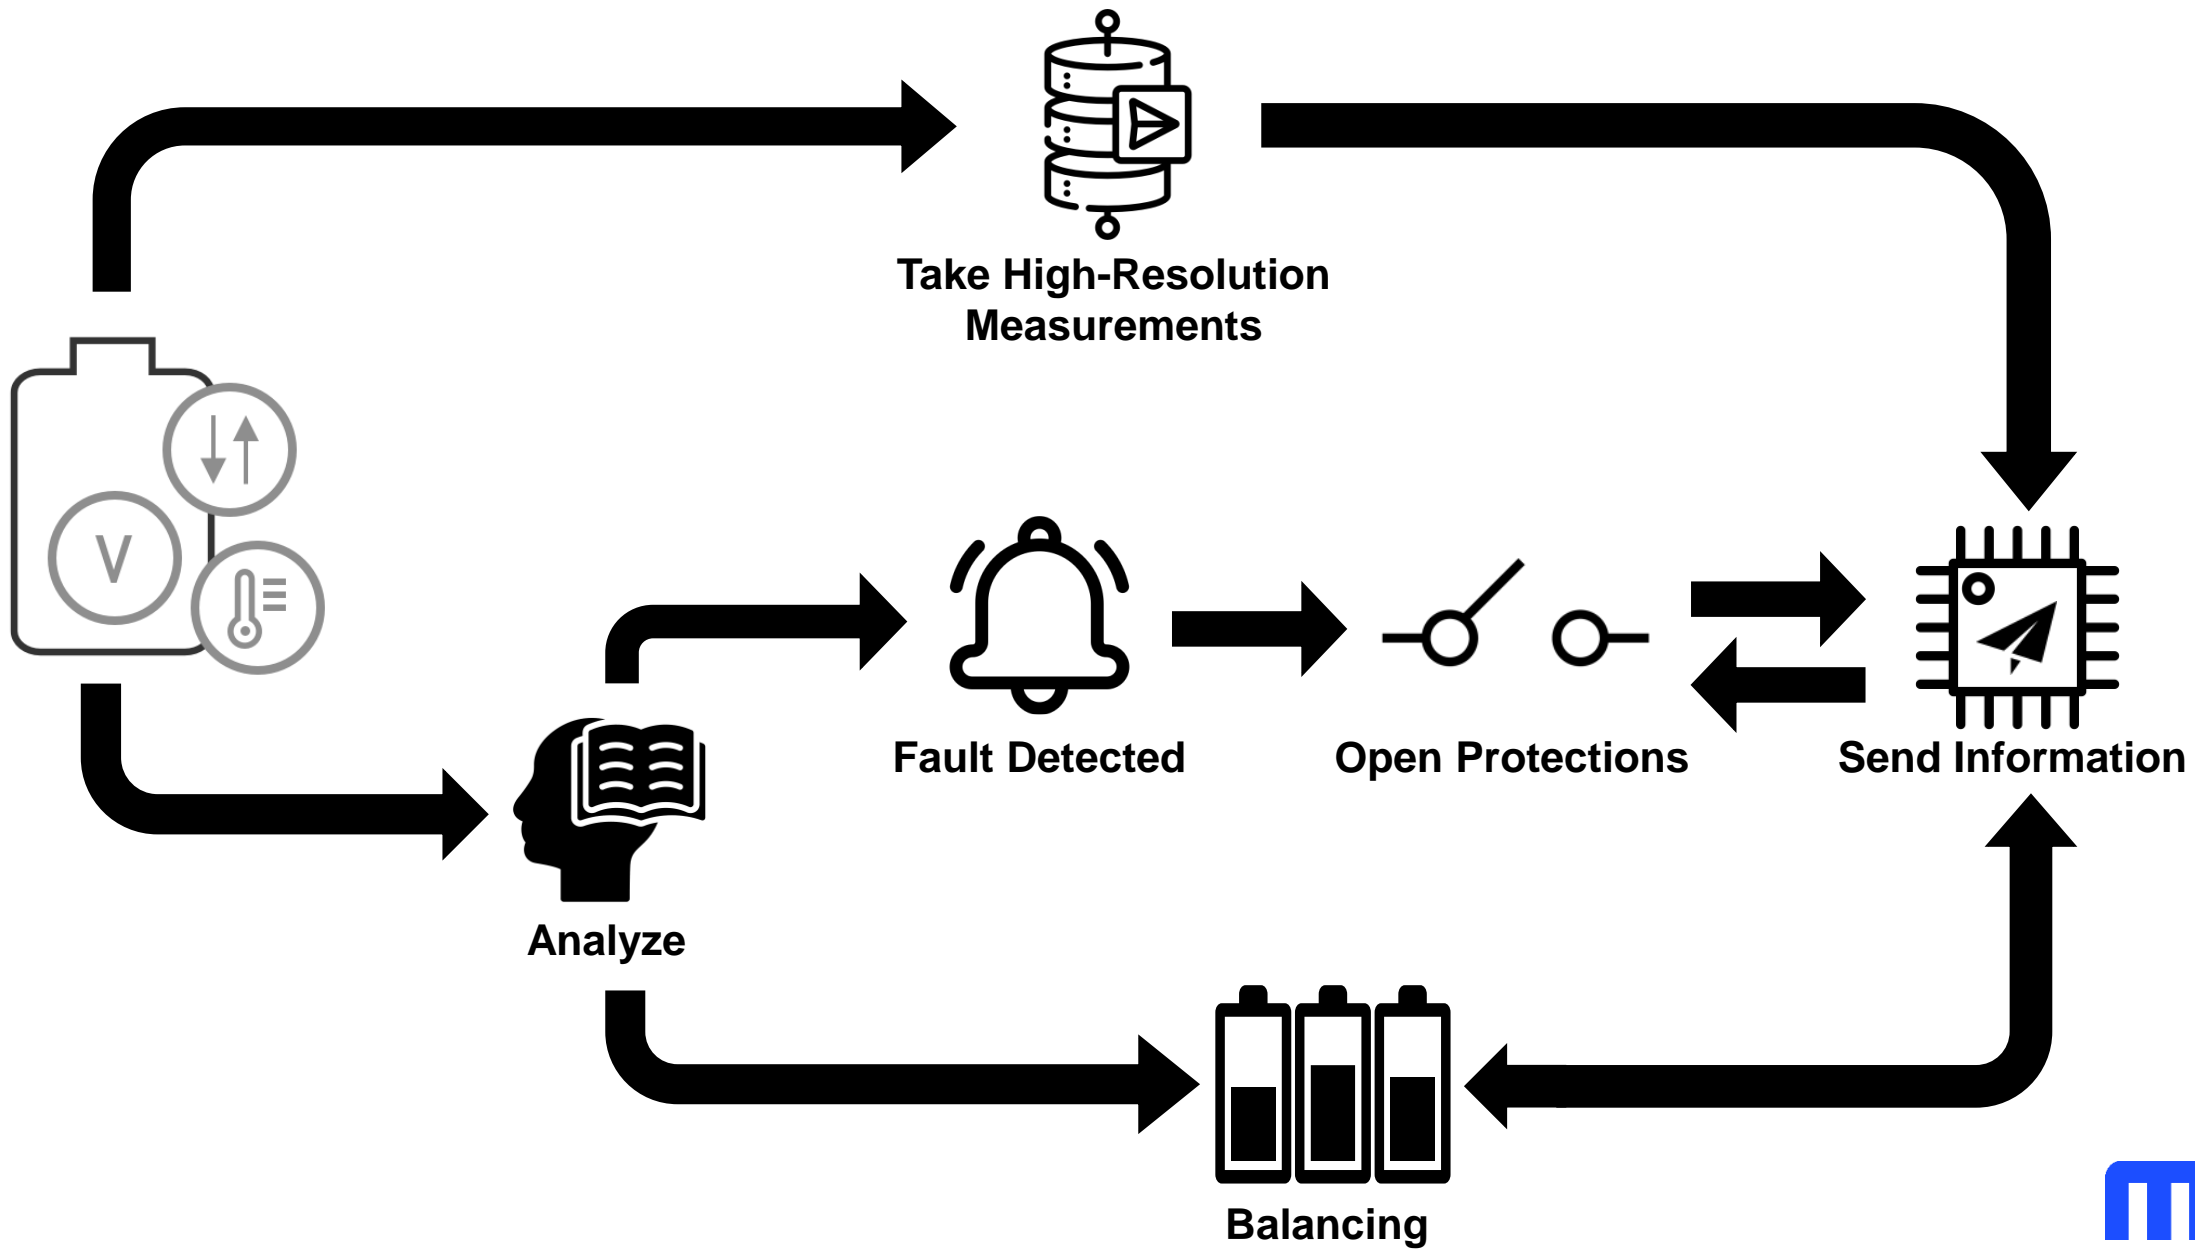 Take High-Resolution
Measurements
V
Fault Detected
Open Protections
Send Information
Analyze
Balancing